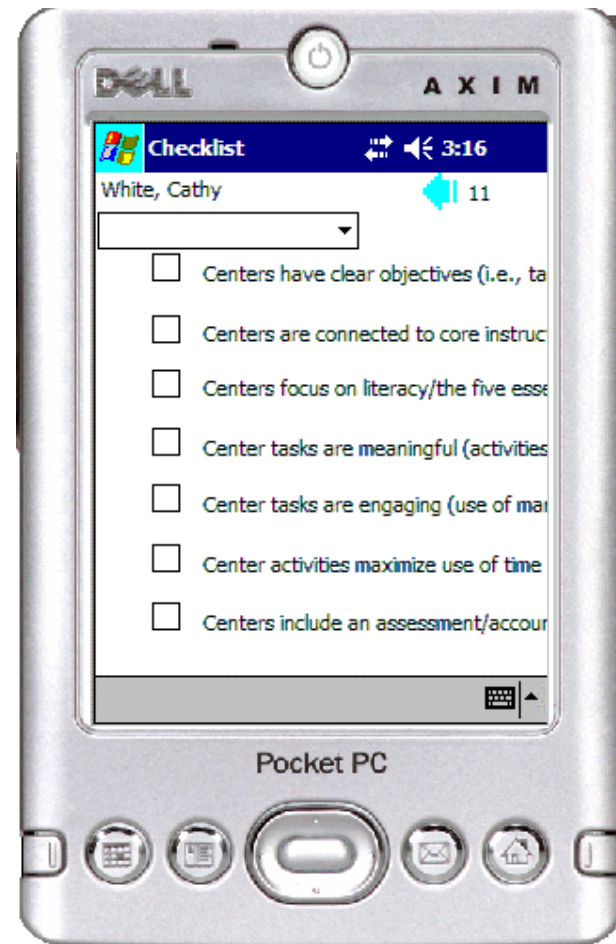 DELL
AXIM
Checklist 3:16
White, Cathy 11
Centers have clear objectives (i.e., ta
Centers are connected to core instruc
Centers focus on literacy/the five esse
Center tasks are meaningful (activities
Center tasks are engaging (use of mar
Center activities maximize use of time
Centers include an assessment/accour
Pocket PC